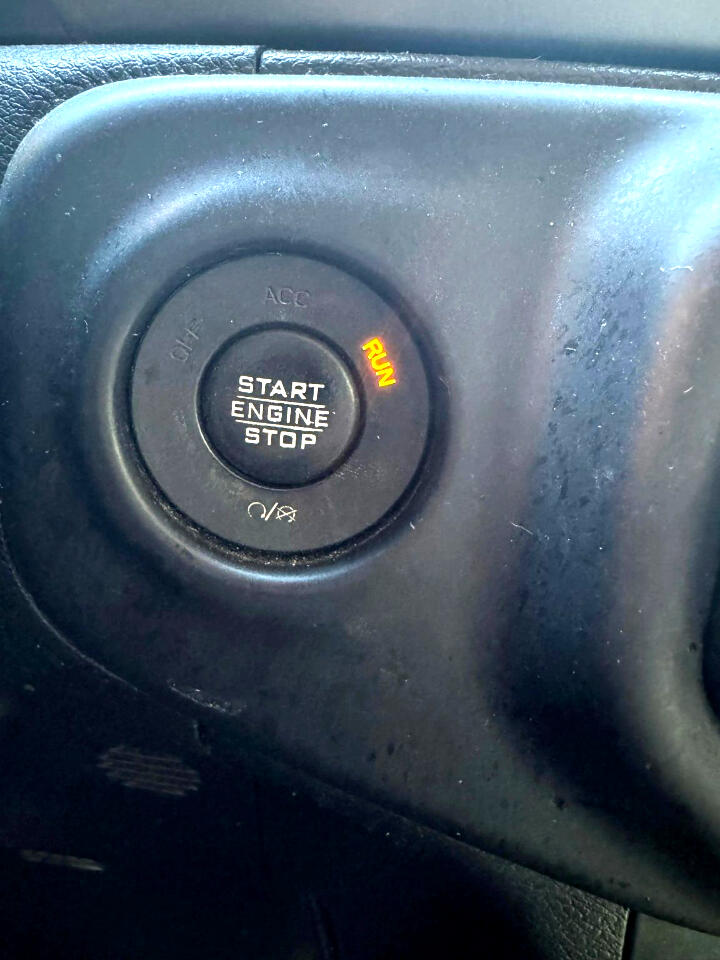 ACC
OFF
RUN
START
ENGINE
STOP